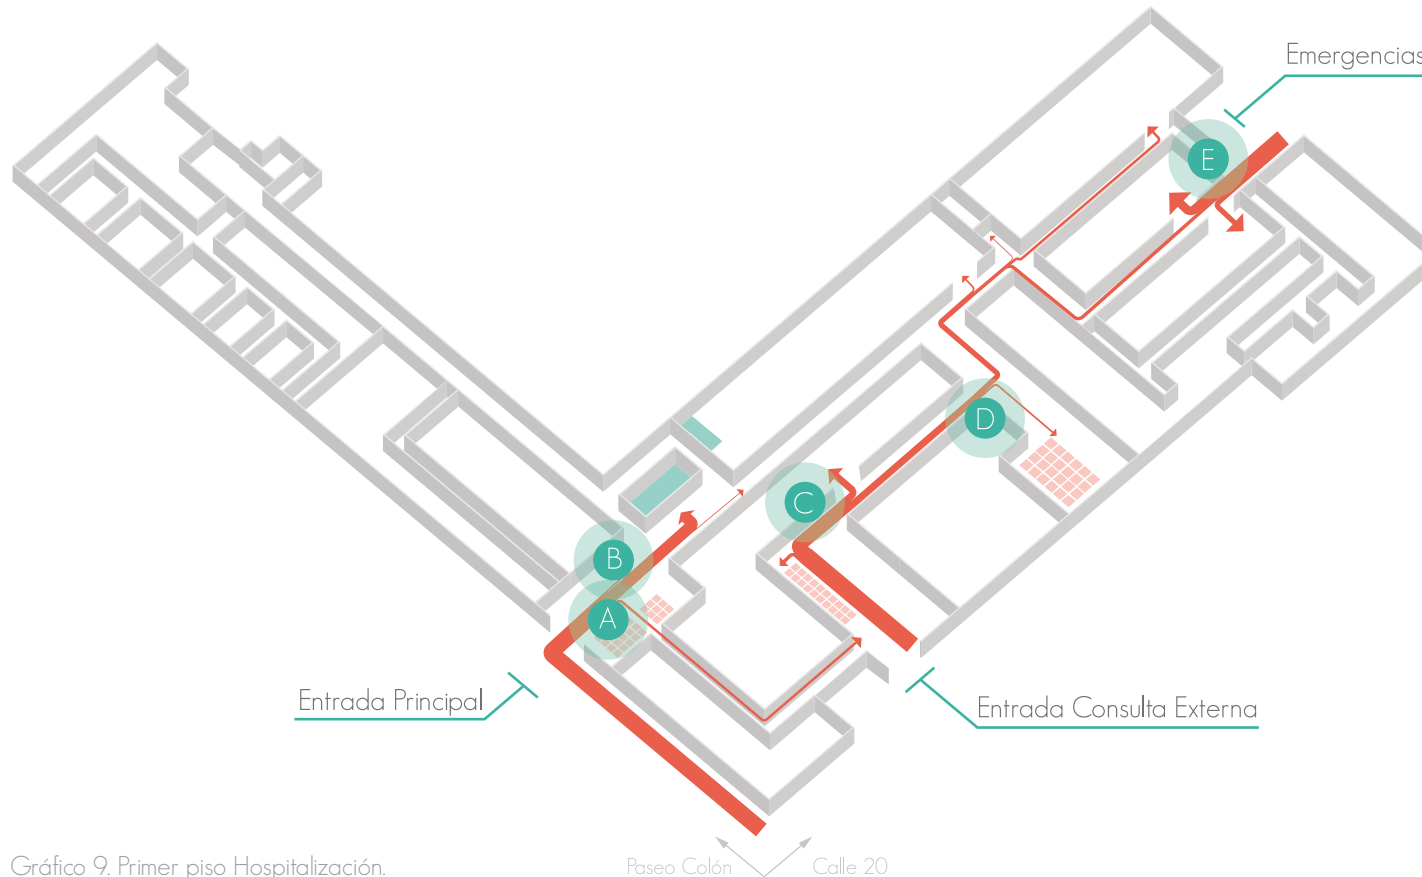 Emergencias
E
D
C
B
A
Entrada Principal
Entrada Consulta Externa
Gráfico 9. Primer piso Hospitalización.
Paseo Colón
Calle 20